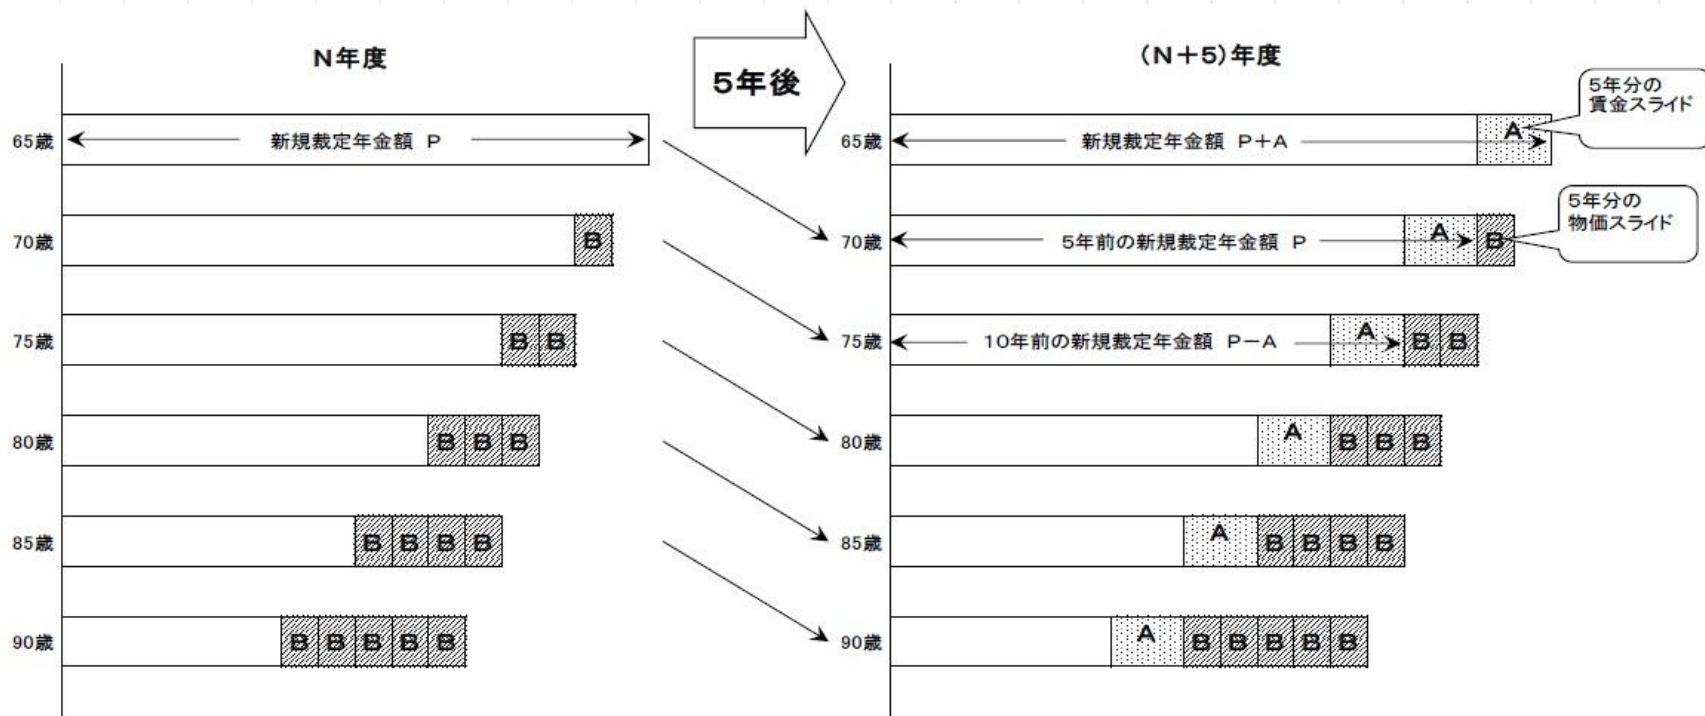 N年度
5年後
(N+5)年度
5年分の
賃金スライド
65歳
新規裁定年金額 P
65歳
新規裁定年金額 P+A
A
5年分の
物価スライド
70歳
B
70歳
5年前の新規裁定年金額 P
A
B
75歳
B B
75歳
10年前の新規裁定年金額 P-A
A
B B
80歳
B B B
80歳
A
B B B
85歳
B B B B
85歳
A
B B B B
90歳
B B B B B
90歳
A
B B B B B